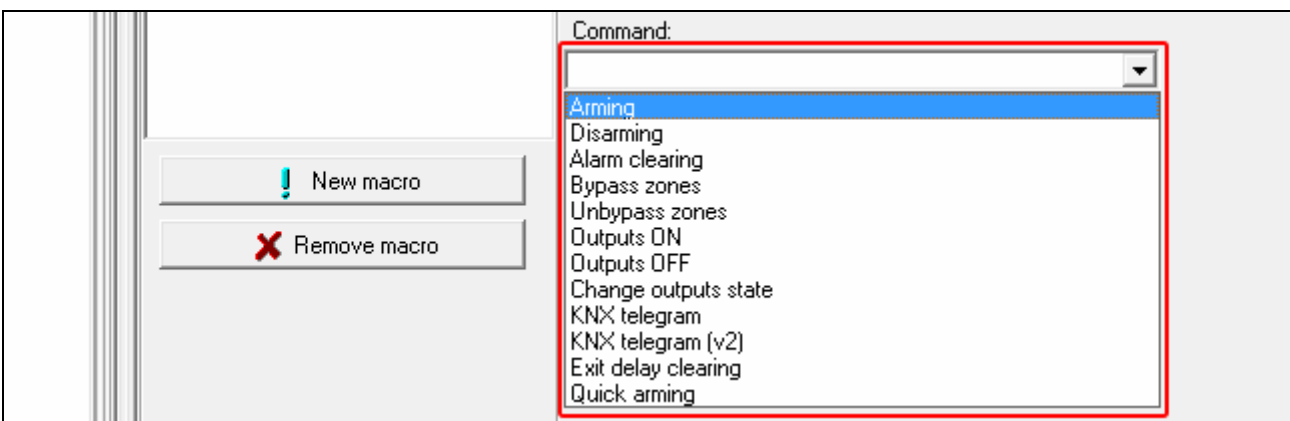 Command:
Arming
Disarming
Alarm clearing
Bypass zones
Unbypass zones
Outputs ON
Outputs OFF
Change outputs state
KNX telegram
KNX telegram (v2)
Exit delay clearing
Quick arming
New macro
Remove macro